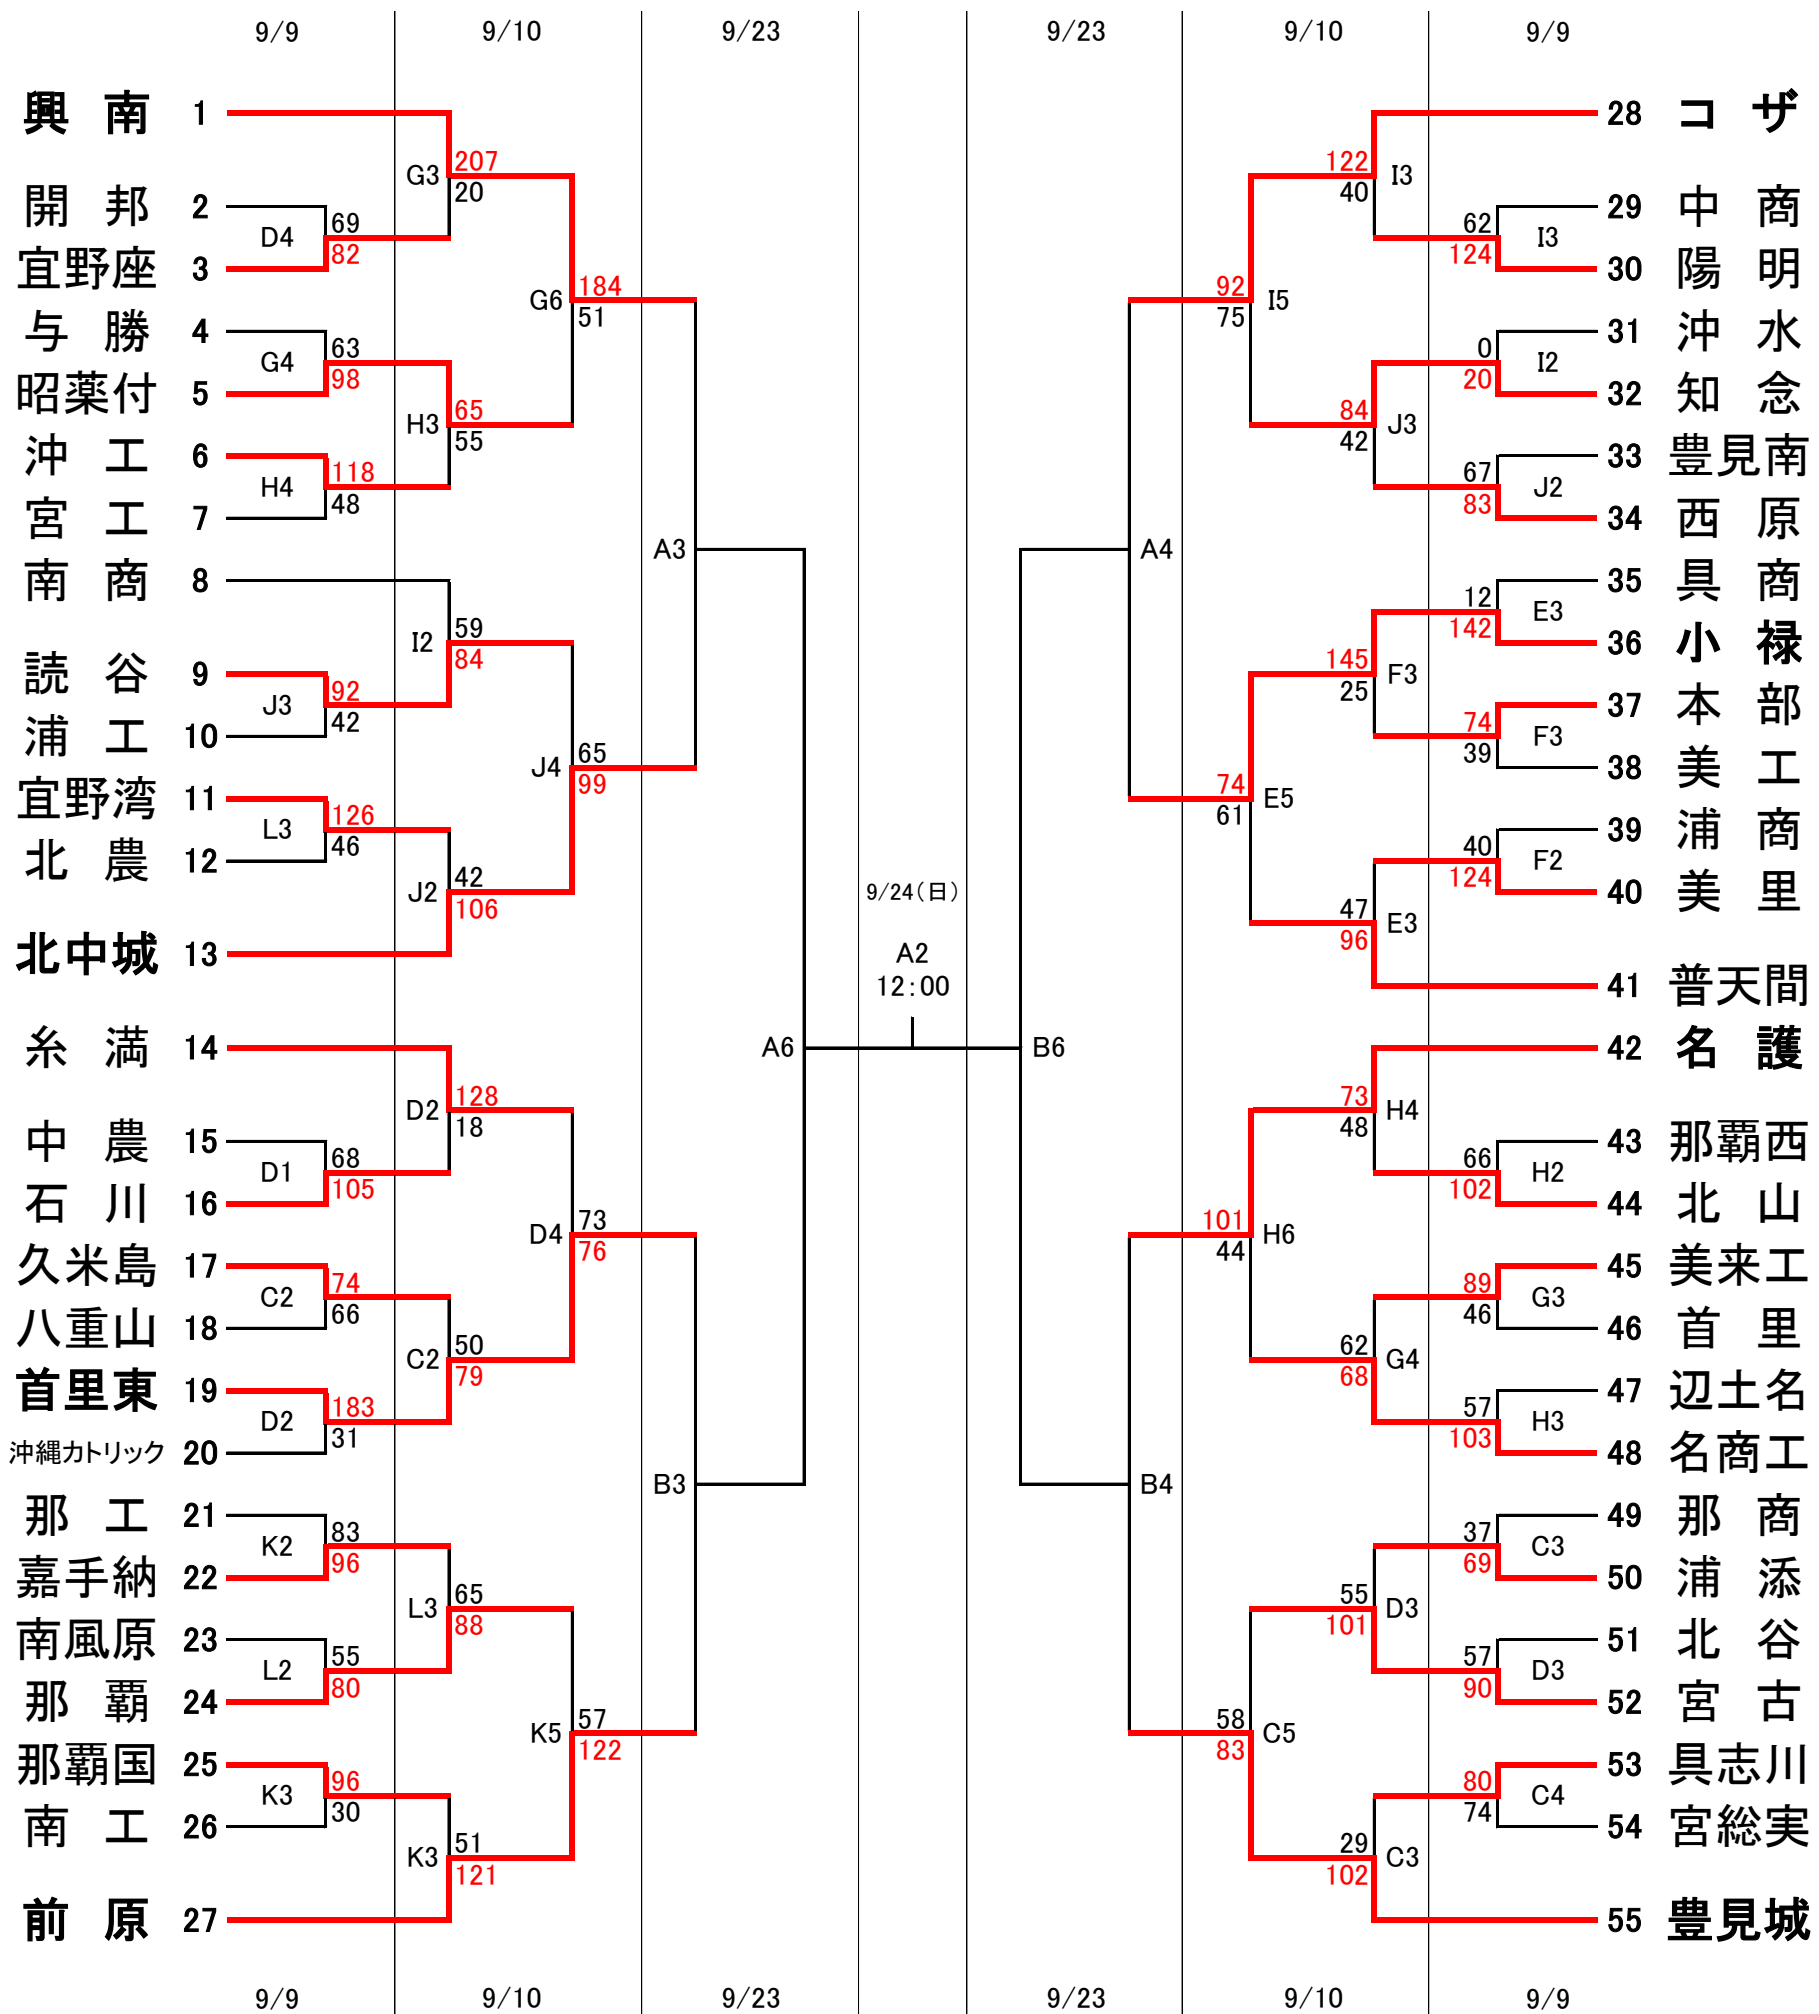 9/9 9/10 9/23 9/23 9/10 9/9
興南 1
28 コザ
G3 207 20
122 40 I3
開邦 2
29 中商
D4 69 82
62 124 I3
宜野座 3
30 陽明
G6 184 51
92 75 I5
与勝 4
31 沖水
G4 63 98
0 20 I2
昭薬付 5
32 知念
H3 65 55
84 42 J3
沖工 6
33 豊見南
H4 118 48
67 83 J2
宮工 7
34 西原
A3
A4
南商 8
35 具商
12 142 E3
I2 59 84
36 小禄
読谷 9
145 25 F3
J3 92 42
37 本部
浦工 10
74 39 F3
J4 65 99
38 美工
宜野湾 11
74 61 E5
L3 126 46
39 浦商
北農 12
40 124 F2
J2 42 106
40 美里
9/24(日)
47 96 E3
北中城 13
A2
12:00
41 普天間
糸満 14
A6
B6
42 名護
D2 128 18
73 48 H4
中農 15
43 那覇西
D1 68 105
66 102 H2
石川 16
44 北山
D4 73 76
101 44 H6
久米島 17
45 美来工
C2 74 66
89 46 G3
八重山 18
46 首里
C2 50 79
62 68 G4
首里東 19
47 辺土名
D2 183 31
57 103 H3
沖縄カトリック 20
48 名商工
B3
B4
那工 21
49 那商
K2 83 96
37 69 C3
嘉手納 22
50 浦添
L3 65 88
55 101 D3
南風原 23
51 北谷
L2 55 80
57 90 D3
那覇 24
52 宮古
K5 57 122
58 83 C5
那覇国 25
53 具志川
K3 96 30
80 74 C4
南工 26
54 宮総実
K3 51 121
29 102 C3
前原 27
55 豊見城
9/9 9/10 9/23 9/23 9/10 9/9